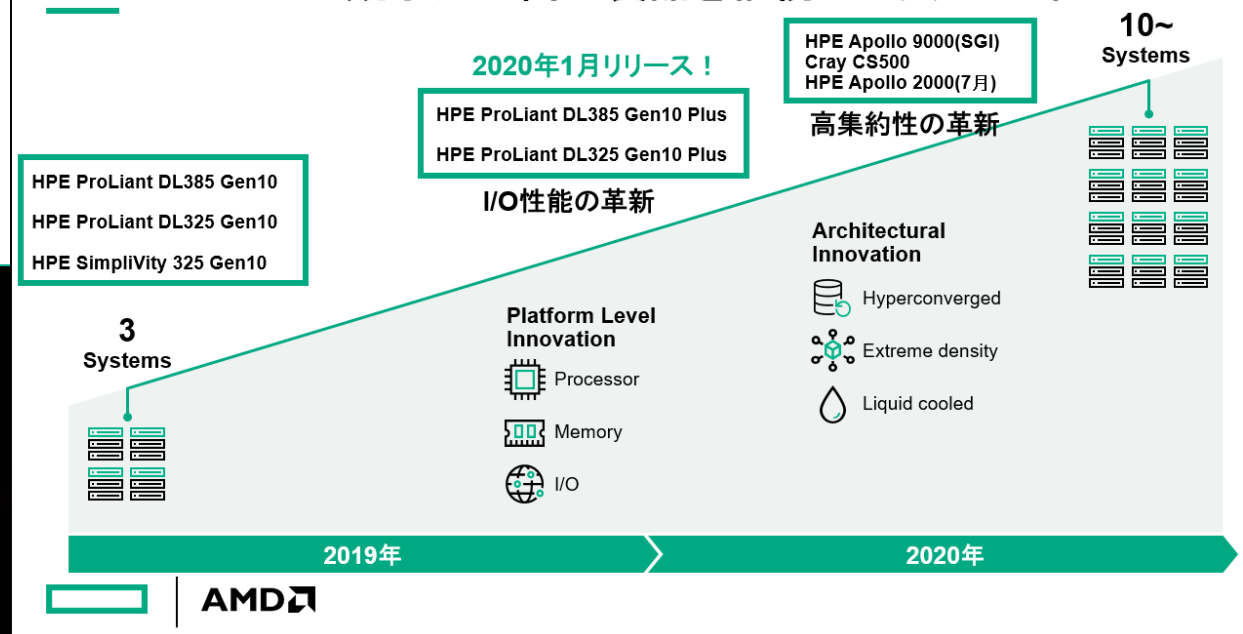 10~
Systems
HPE Apollo 9000(SGI)
Cray CS500
HPE Apollo 2000(7月)
高集約性の革新
2020年1月リリース！
HPE ProLiant DL385 Gen10 Plus
HPE ProLiant DL325 Gen10 Plus
I/O性能の革新
HPE ProLiant DL385 Gen10
HPE ProLiant DL325 Gen10
HPE SimpliVity 325 Gen10
3
Systems
Platform Level
Innovation
Processor
Memory
I/O
Architectural
Innovation
Hyperconverged
Extreme density
Liquid cooled
2019年
2020年
AMD